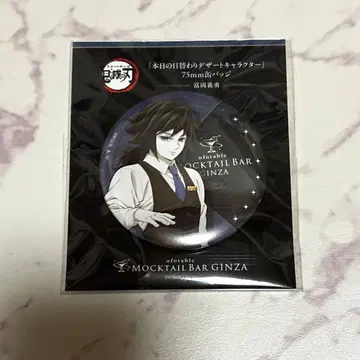 鬼滅の刃
「本日の日替わりデザートキャラクター」
75mm缶バッジ
冨岡義勇
ufotable
MOCKTAIL BAR
GINZA
ufotable
MOCKTAIL BAR GINZA